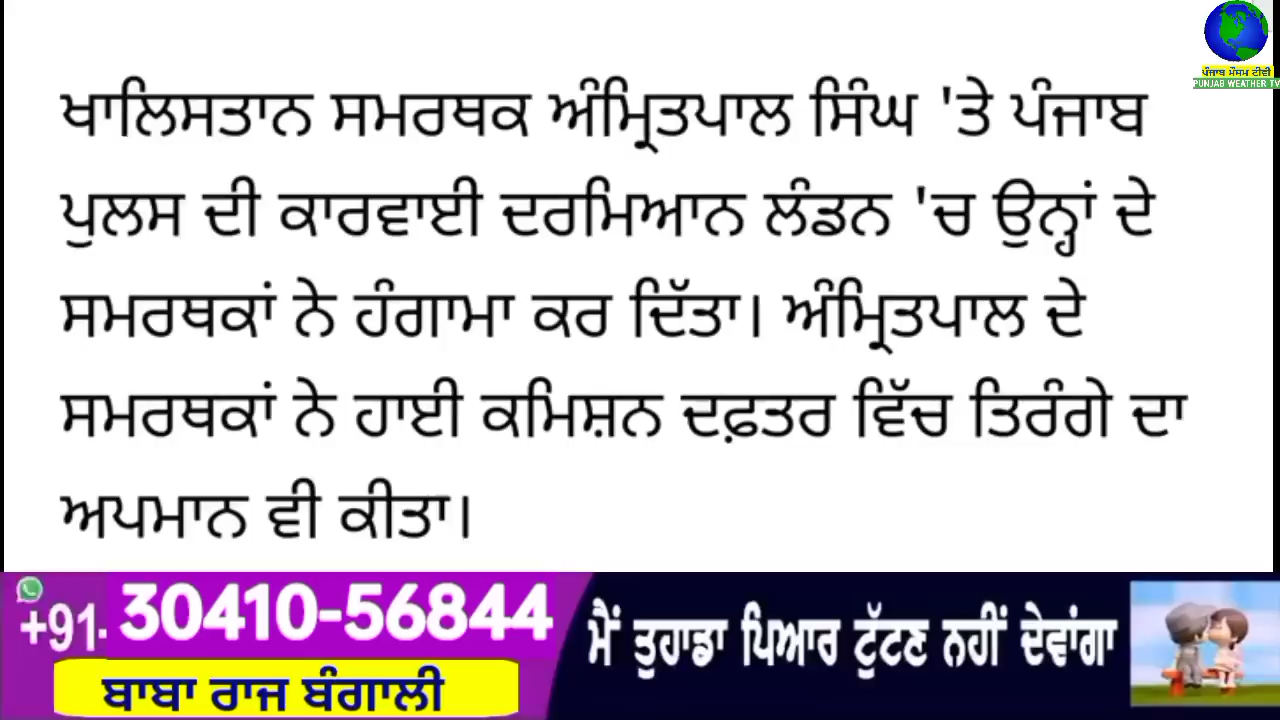 ਪੰਜਾਬ ਮੌਸਮ ਟੀਵੀ
PUNJAB WEATHER TV
ਖਾਲਿਸਤਾਨ ਸਮਰਥਕ ਅੰਮ੍ਰਿਤਪਾਲ ਸਿੰਘ 'ਤੇ ਪੰਜਾਬ
ਪੁਲਸ ਦੀ ਕਾਰਵਾਈ ਦਰਮਿਆਨ ਲੰਡਨ 'ਚ ਉਨ੍ਹਾਂ ਦੇ
ਸਮਰਥਕਾਂ ਨੇ ਹੰਗਾਮਾ ਕਰ ਦਿੱਤਾ। ਅੰਮ੍ਰਿਤਪਾਲ ਦੇ
ਸਮਰਥਕਾਂ ਨੇ ਹਾਈ ਕਮਿਸ਼ਨ ਦਫ਼ਤਰ ਵਿੱਚ ਤਿਰੰਗੇ ਦਾ
ਅਪਮਾਨ ਵੀ ਕੀਤਾ।
+91- 30410-56844
ਬਾਬਾ ਰਾਜ ਬੰਗਾਲੀ
ਮੈਂ ਤੁਹਾਡਾ ਪਿਆਰ ਟੁੱਟਣ ਨਹੀਂ ਦੇਵਾਂਗਾ